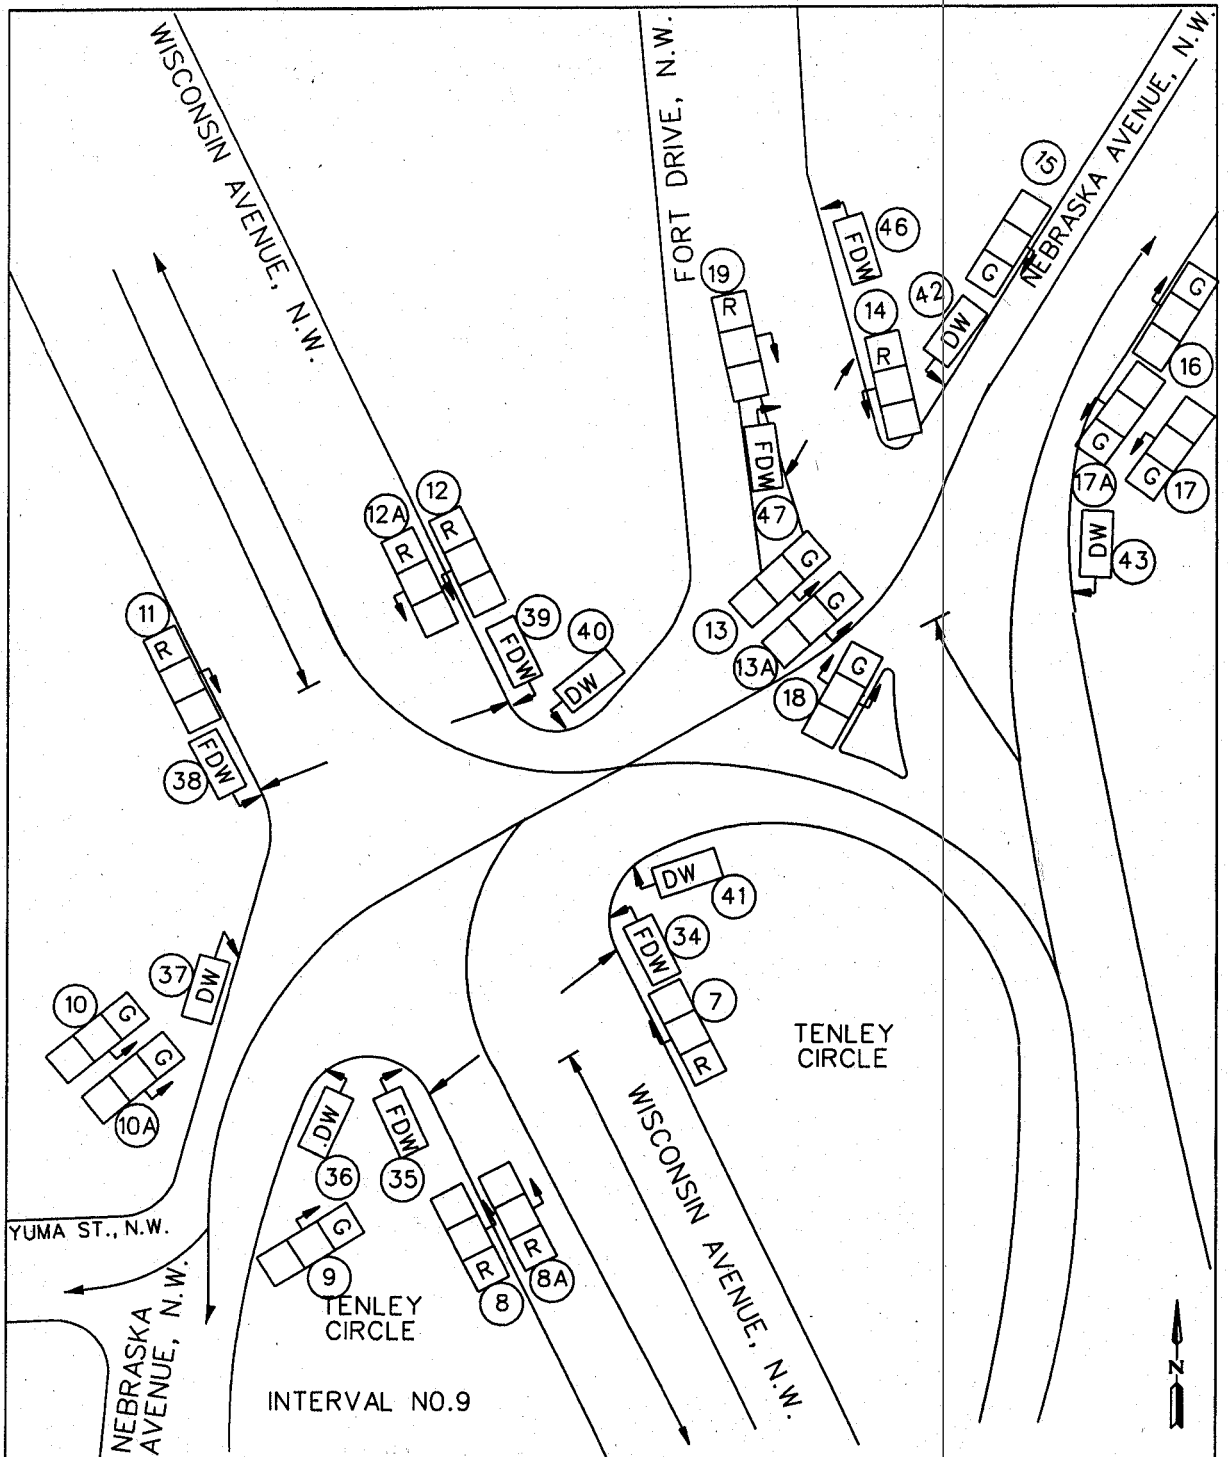 WISCONSIN AVENUE, N.W.
FORT DRIVE, N.W.
NEBRASKA AVENUE, N.W.
15
46
FDW
G
42
DW
19
R
14
R
G
16
G
17A
G
17
DW
43
FDW
47
12
R
12A
R
39
FDW
40
DW
G
13
G
13A
G
18
11
R
FDW
38
DW
41
34
FDW
7
R
37
DW
10
G
G
10A
TENLEY
CIRCLE
WISCONSIN AVENUE, N.W.
DW
36
FDW
35
YUMA ST., N.W.
G
9
R
8
R
8A
TENLEY
CIRCLE
NEBRASKA
AVENUE, N.W.
INTERVAL NO.9
N